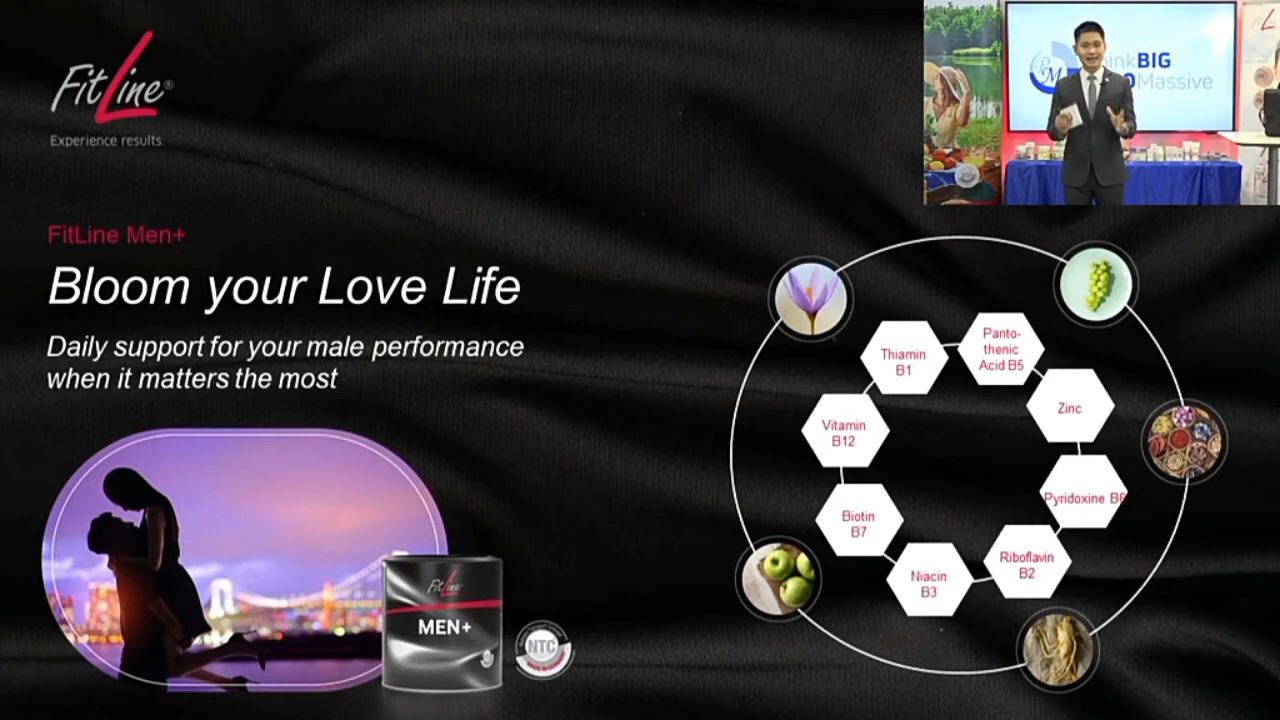 FitLine®
Experience results.
FitLine Men+
Bloom your Love Life
Daily support for your male performance
when it matters the most
FitLine
MEN+
NTC
PM
BIG
Massive
Thiamin
B1
Panto-
thenic
Acid B5
Zinc
Pyridoxine B6
Riboflavin
B2
Niacin
B3
Biotin
B7
Vitamin
B12